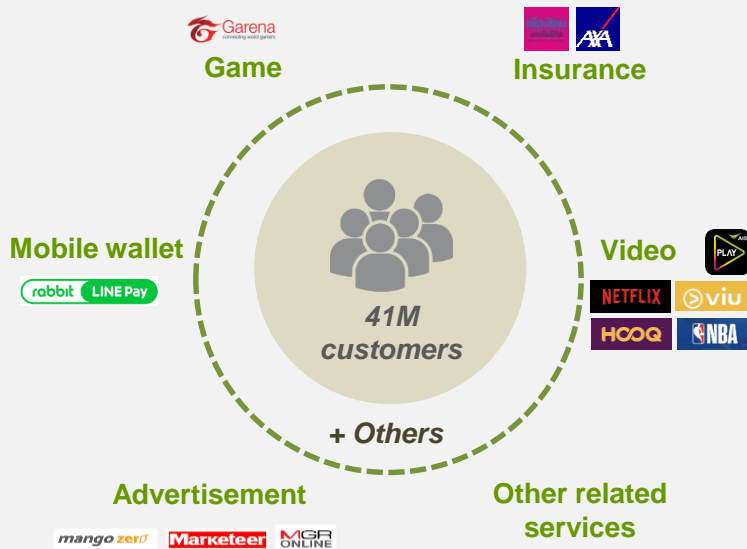 Garena
connecting world gamers
Game
AXA
Insurance
Mobile wallet
rabbit LINE Pay
Video
AIS
PLAY
NETFLIX
viu
HOOQ
NBA
41M
customers
+ Others
Advertisement
mango zero
Marketeer
MGR
ONLINE
Other related
services